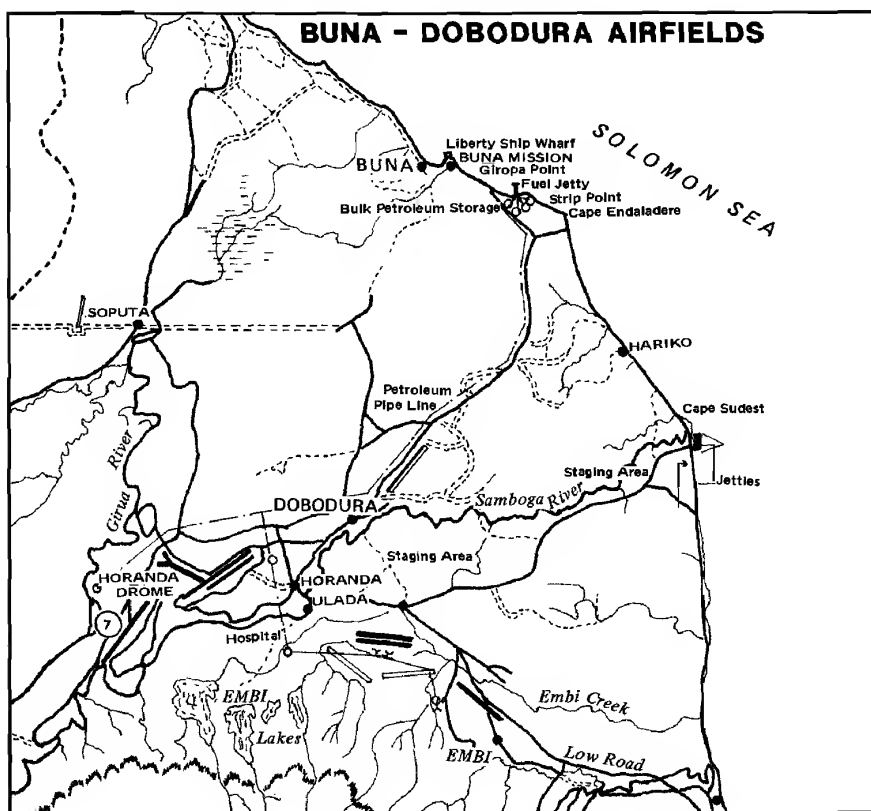 BUNA – DOBODURA AIRFIELDS
SOLOMON SEA
Liberty Ship Wharf
BUNA
BUNA MISSION
Giropa Point
Fuel Jetty
Bulk Petroleum Storage
Strip Point
Cape Endaladere
SOPUTA
HARIKO
Petroleum
Pipe Line
Cape Sudest
Girua River
Staging Area
Jetties
DOBODURA
Samboga River
Staging Area
HORANDA
DROME
HORANDA
ULADA
7
Hospital
EMBI
Lakes
Embi Creek
EMBI
Low Road